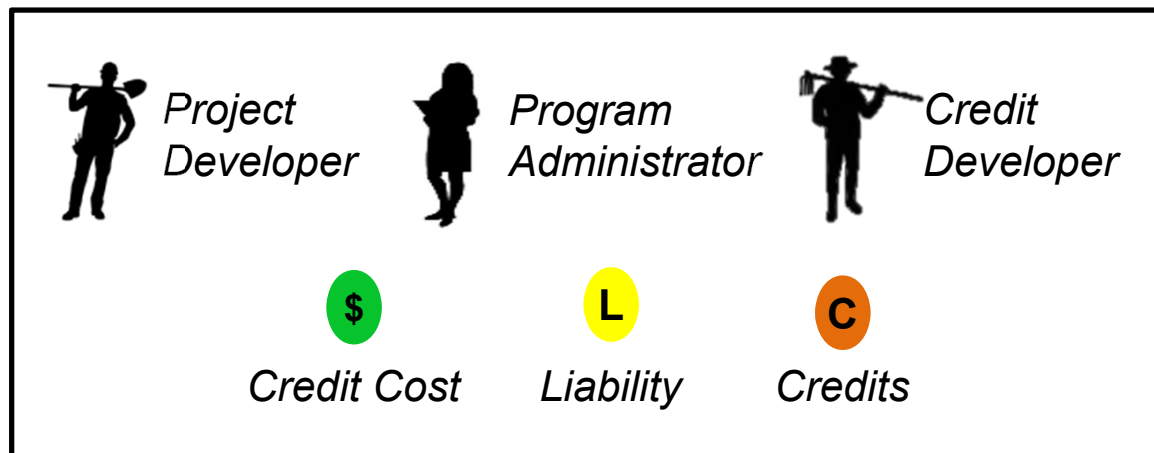 Project
Developer
Program
Administrator
Credit
Developer
$
L
C
Credit Cost
Liability
Credits